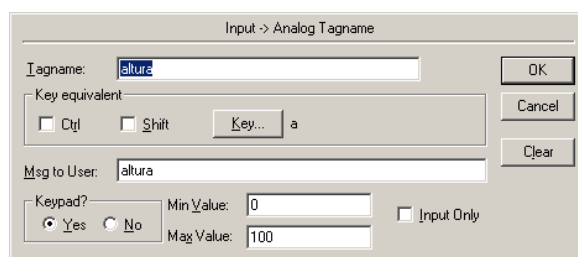 Input -> Analog Tagname
Tagname: altura
OK
Key equivalent
Ctrl Shift Key... a
Cancel
Msg to User: altura
Clear
Keypad?
Yes No
Min Value: 0
Input Only
Max Value: 100